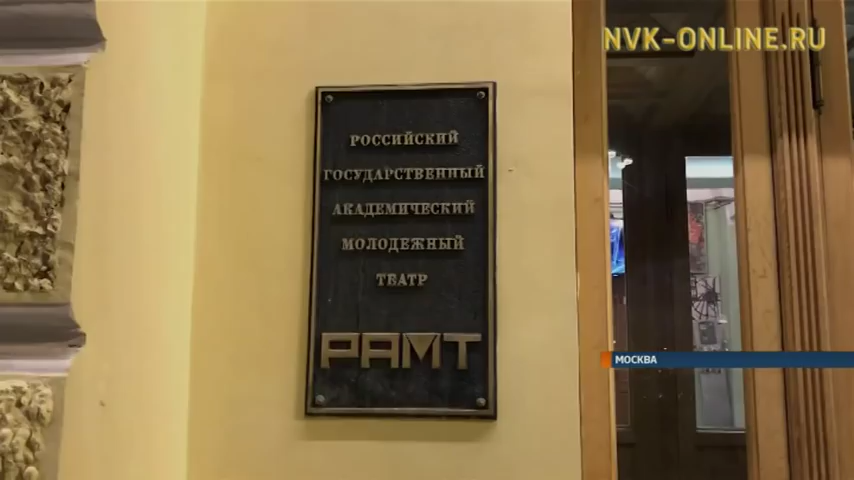 NVK-ONLINE.RU
РОССИЙСКИЙ
ГОСУДАРСТВЕННЫЙ
АКАДЕМИЧЕСКИЙ
МОЛОДЕЖНЫЙ
ТЕАТР
РАМТ
МОСКВА